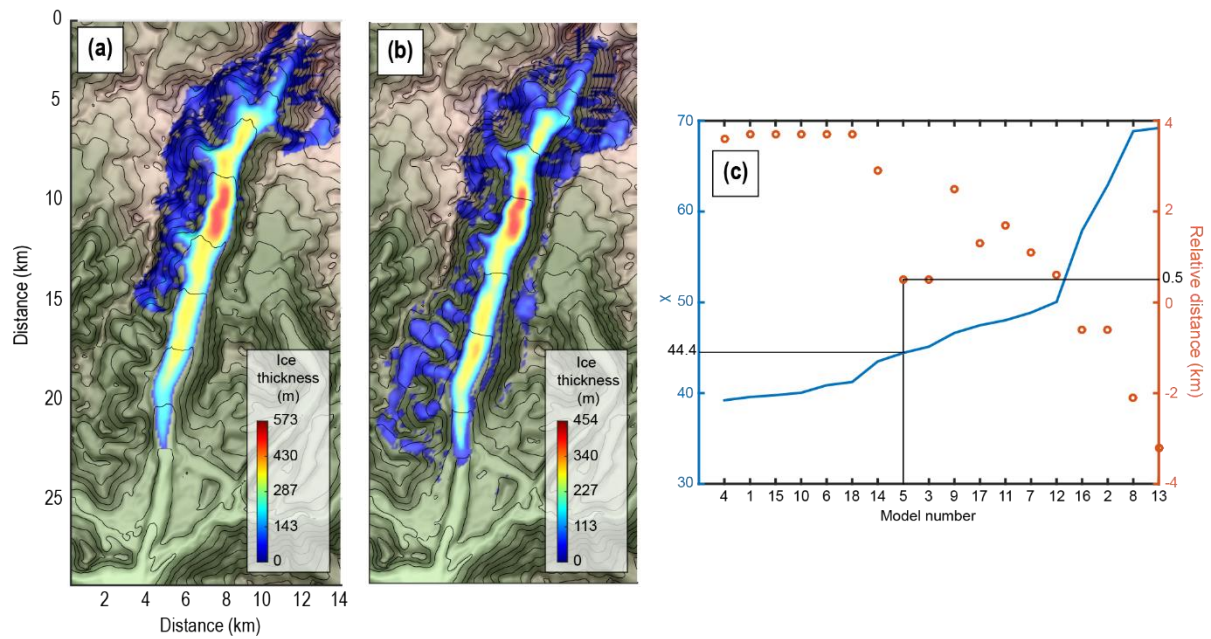 (a)
0
5
10
15
20
25
Distance (km)
2 4 6 8 10 12 14
Distance (km)
Ice
thickness
(m)
573
430
287
143
0
(b)
Ice
thickness
(m)
454
340
227
113
0
(c)
70
60
50
44.4
40
30
X
4
2
0.5
0
-2
-4
Relative distance (km)
4 1 15 10 6 18 14 5 3 9 17 11 7 12 16 2 8 13
Model number